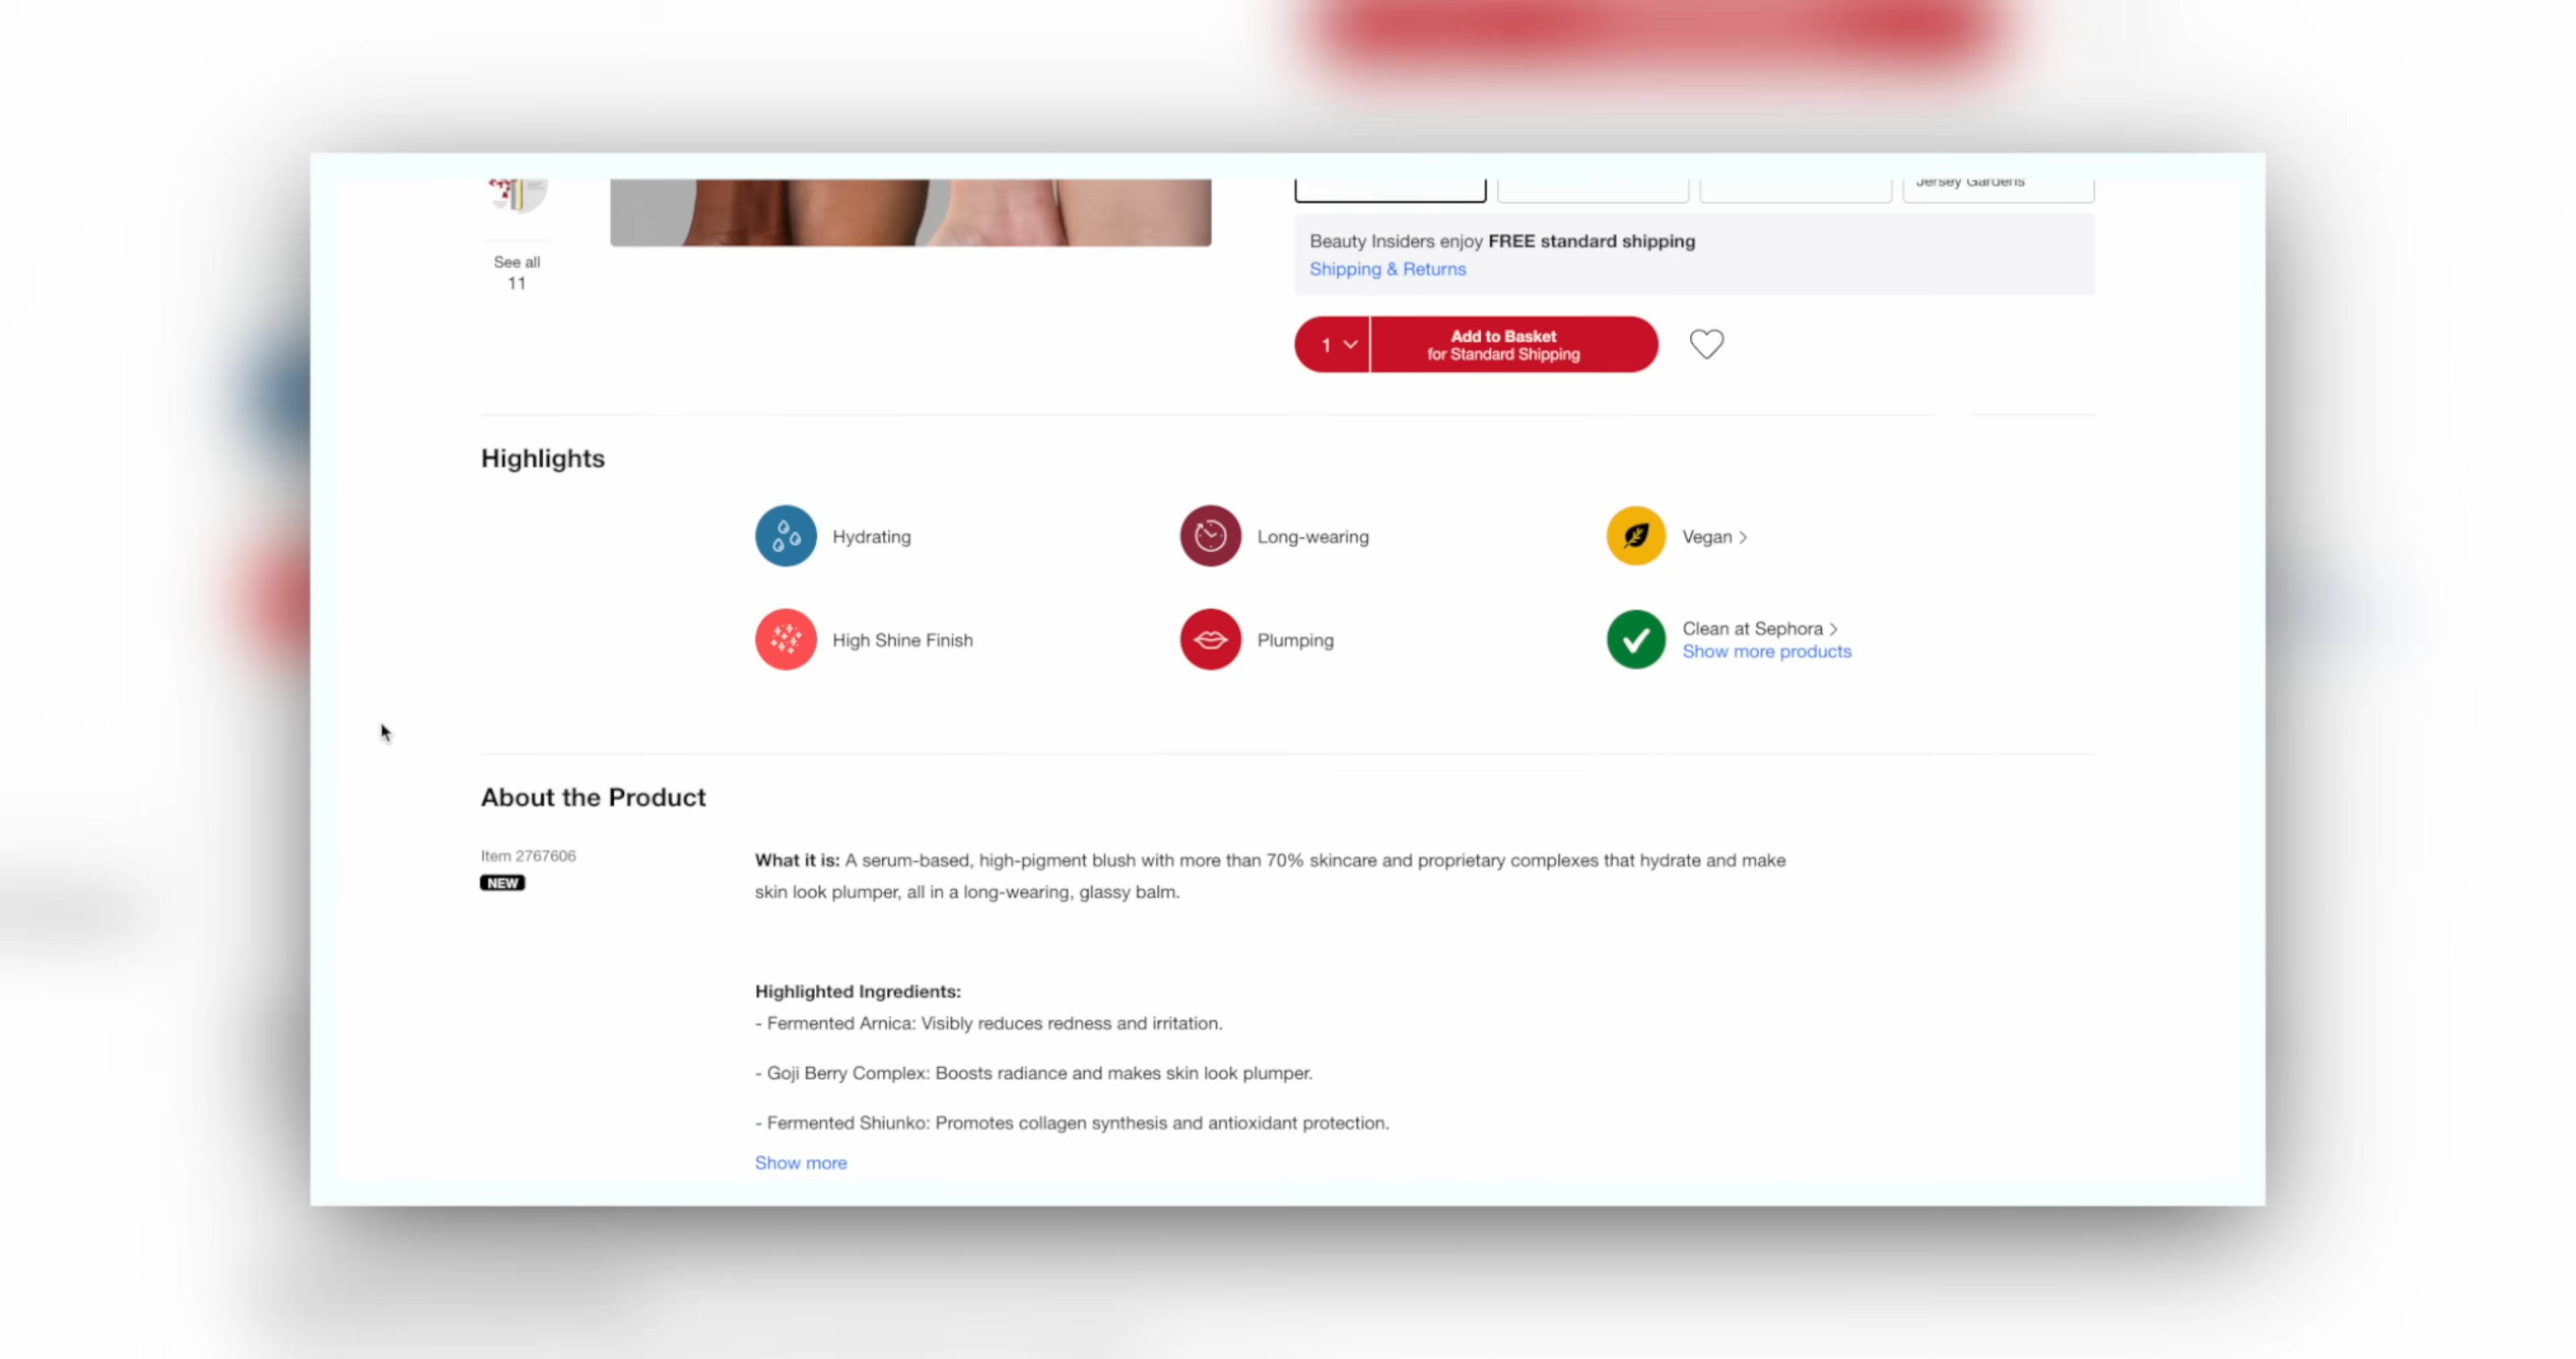 Jersey Gardens
See all
11
Beauty Insiders enjoy FREE standard shipping
Shipping & Returns
1
Add to Basket
for Standard Shipping
Highlights
Hydrating
Long-wearing
Vegan >
High Shine Finish
Plumping
Clean at Sephora >
Show more products
About the Product
Item 2767606
NEW
What it is: A serum-based, high-pigment blush with more than 70% skincare and proprietary complexes that hydrate and make
skin look plumper, all in a long-wearing, glassy balm.
Highlighted Ingredients:
- Fermented Arnica: Visibly reduces redness and irritation.
- Goji Berry Complex: Boosts radiance and makes skin look plumper.
- Fermented Shiunko: Promotes collagen synthesis and antioxidant protection.
Show more